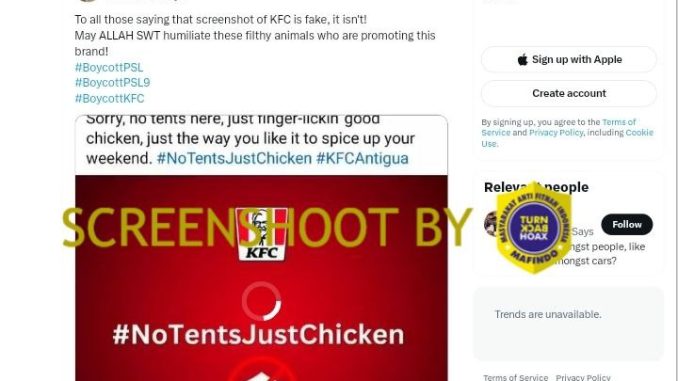 To all those saying that screenshot of KFC is fake, it isn't!
May ALLAH SWT humiliate these filthy animals who are promoting this
brand!
#BoycottPSL
#BoycottPSL9
#BoycottKFC
Sorry, no tents here, just finger-lickin' good
chicken, just the way you like it to spice up your
weekend. #NoTentsJustChicken #KFCAntigua
SCREENSHOOT BY
MASYARAKAT ANTI FITNAH INDONESIA
TURN
BACK
HOAX
MAFINDO
KFC
#NoTentsJustChicken
Sign up with Apple
Create account
By signing up, you agree to the Terms of
Service and Privacy Policy, including Cookie
Use.
people
Follow
Says
people, like
cars?
Trends are unavailable.
Terms of Service Privacy Policy